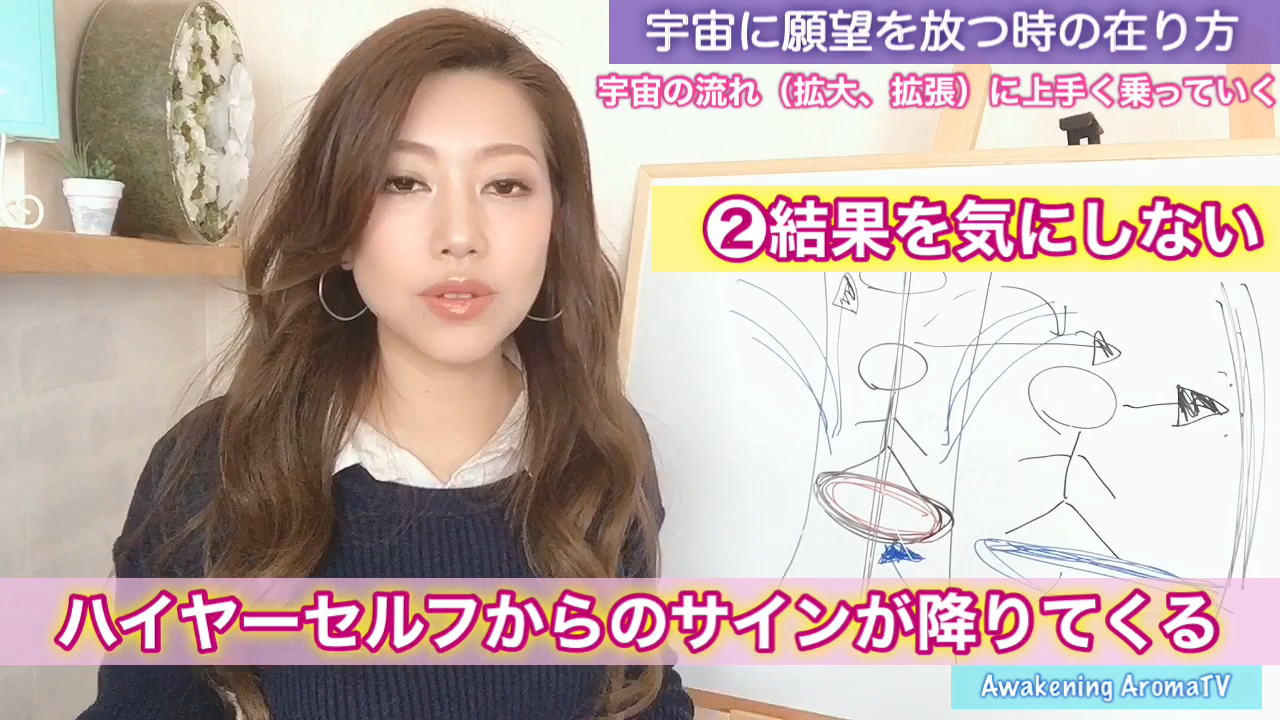 宇宙に願望を放つ時の在り方
宇宙の流れ（拡大、拡張）に上手く乗っていく
❷結果を気にしない
ハイヤーセルフからのサインが降りてくる
Awakening AromaTV